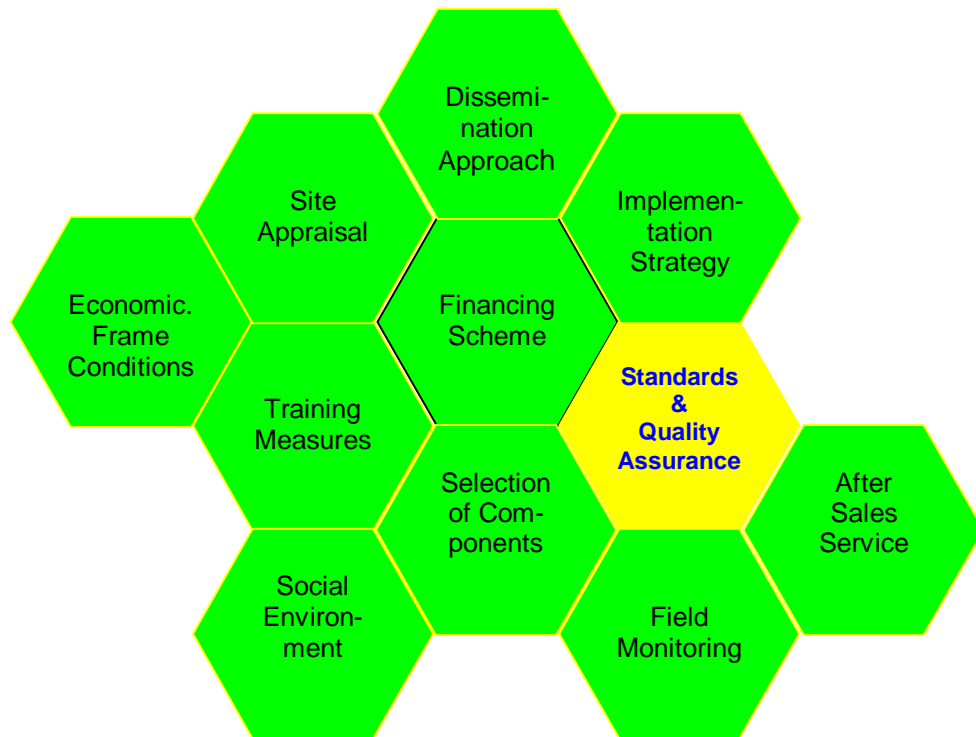 Dissemi-
nation
Approach
Site
Appraisal
Implemen-
tation
Strategy
Economic.
Frame
Conditions
Financing
Scheme
Training
Measures
Standards
&
Quality
Assurance
Selection
of Com-
ponents
After
Sales
Service
Social
Environ-
ment
Field
Monitoring